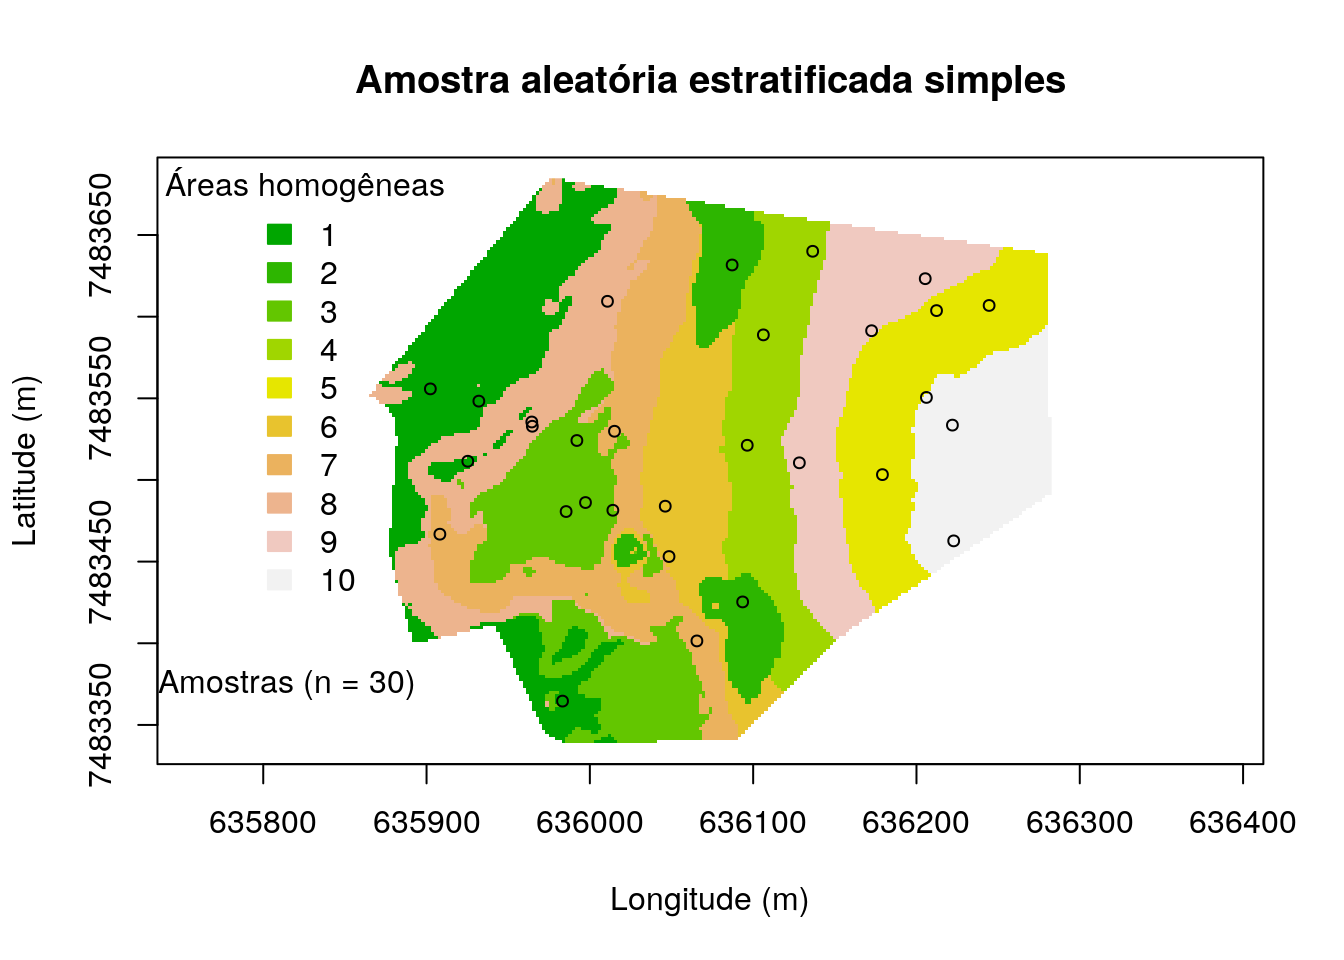 Amostra aleatória estratificada simples
Áreas homogêneas
1
2
3
4
5
6
7
8
9
10
Amostras (n = 30)
Latitude (m)
7483650
7483550
7483450
7483350
635800 635900 636000 636100 636200 636300 636400
Longitude (m)